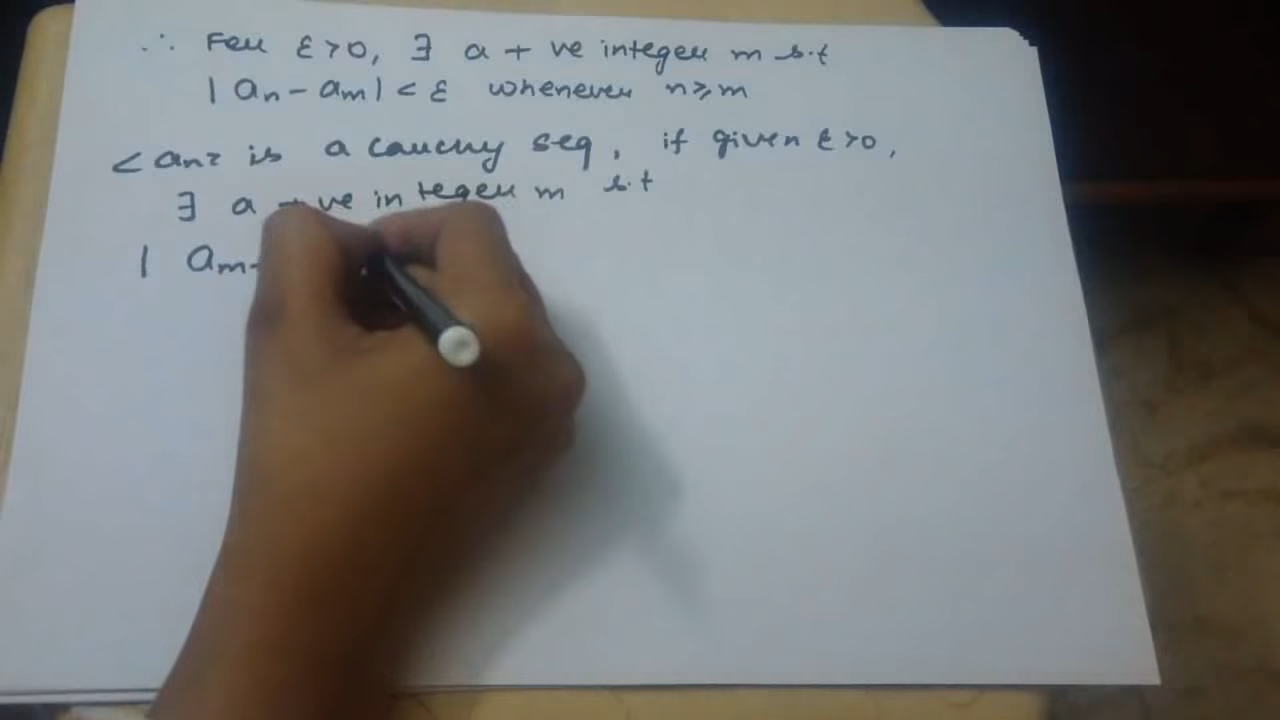 ∴ For ε>0, ∃ a + ve integer m s.t
| an - am | < ε whenever n ≥ m
< an > is a cauchy seq, if given ε>0,
∃ a + ve integer m s.t
| am